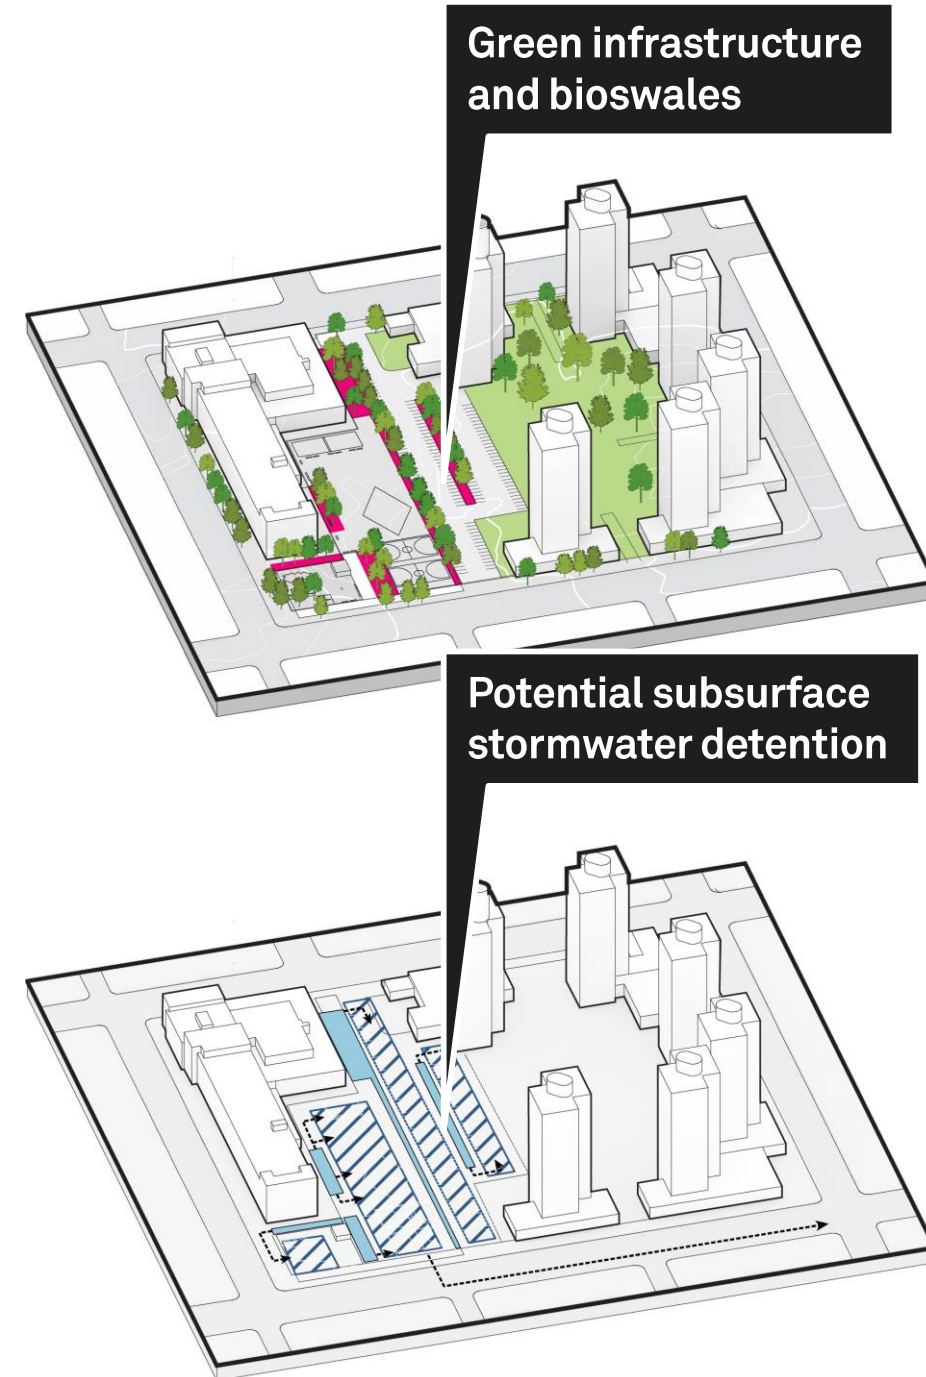 Green infrastructure
and bioswales
Potential subsurface
stormwater detention